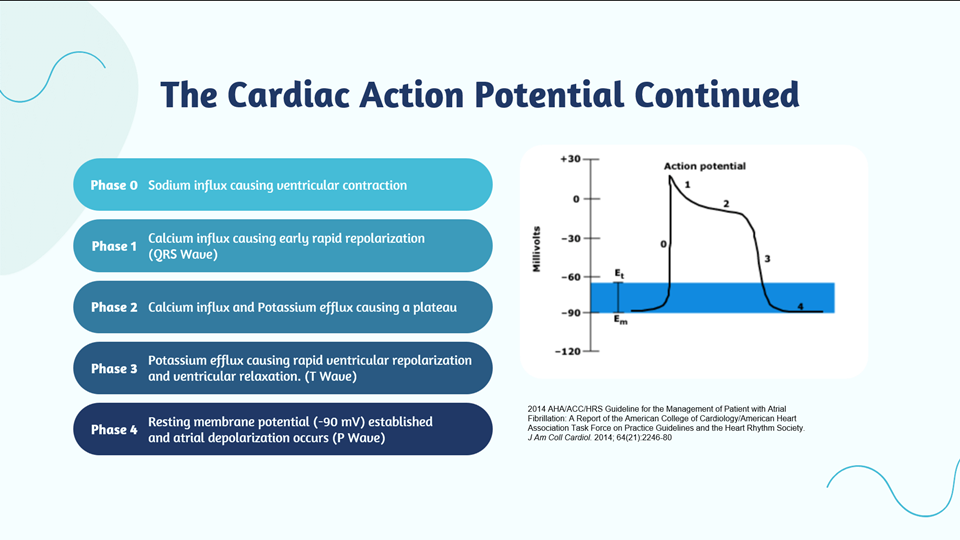 The Cardiac Action Potential Continued
Phase 0 Sodium influx causing ventricular contraction
Phase 1 Calcium influx causing early rapid repolarization
(QRS Wave)
Phase 2 Calcium influx and Potassium efflux causing a plateau
Phase 3 Potassium efflux causing rapid ventricular repolarization
and ventricular relaxation. (T Wave)
Phase 4 Resting membrane potential (-90 mV) established
and atrial depolarization occurs (P Wave)
Action potential
Millivolts
+30
0
-30
-60
-90
-120
0
1
2
3
4
Et
Em
2014 AHA/ACC/HRS Guideline for the Management of Patient with Atrial
Fibrillation: A Report of the American College of Cardiology/American Heart
Association Task Force on Practice Guidelines and the Heart Rhythm Society.
J Am Coll Cardiol. 2014; 64(21):2246-80